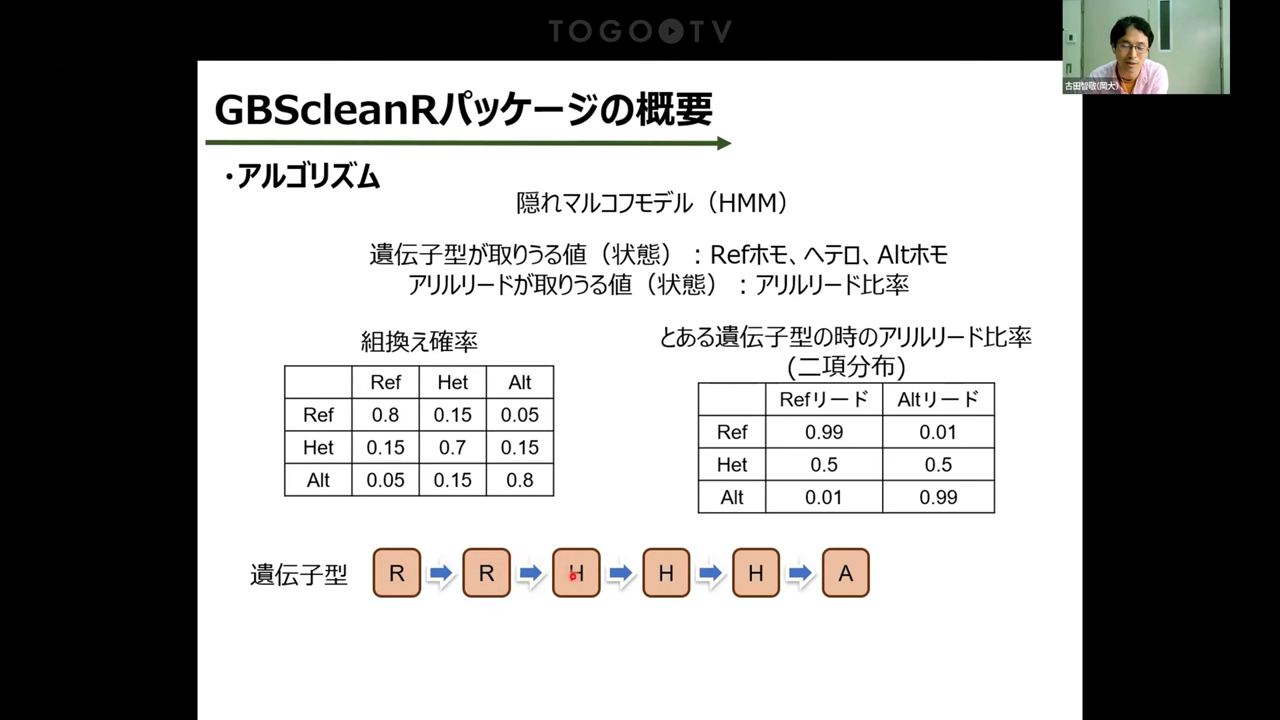 TOGO TV
古田智敬(岡大)
GBScleanRパッケージの概要
・アルゴリズム
隠れマルコフモデル（HMM）
遺伝子型が取りうる値（状態）：Refホモ、ヘテロ、Altホモ
アリルリードが取りうる値（状態）：アリルリード比率
組換え確率
Ref Het Alt
Ref 0.8 0.15 0.05
Het 0.15 0.7 0.15
Alt 0.05 0.15 0.8
とある遺伝子型の時のアリルリード比率
(二項分布)
Refリード Altリード
Ref 0.99 0.01
Het 0.5 0.5
Alt 0.01 0.99
遺伝子型 R R H H H A